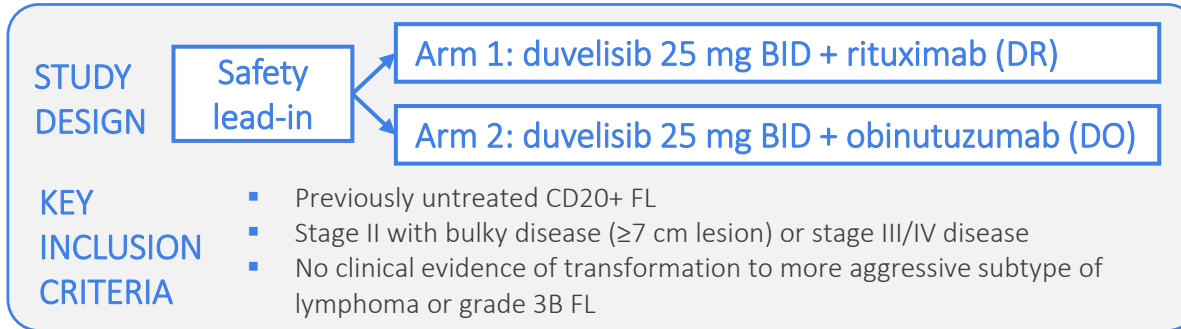 STUDY
DESIGN
Safety
lead-in
Arm 1: duvelisib 25 mg BID + rituximab (DR)
Arm 2: duvelisib 25 mg BID + obinutuzumab (DO)
KEY
INCLUSION
CRITERIA
▪ Previously untreated CD20+ FL
▪ Stage II with bulky disease (≥7 cm lesion) or stage III/IV disease
▪ No clinical evidence of transformation to more aggressive subtype of
lymphoma or grade 3B FL